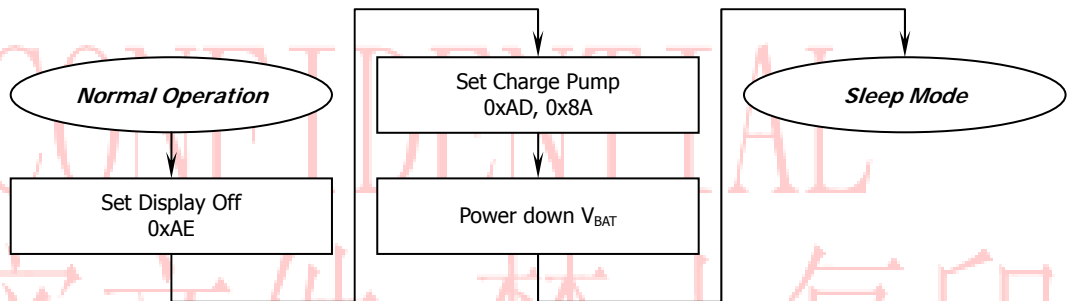 CONFIDENTIAL
Normal Operation
Set Display Off
0xAE
Set Charge Pump
0xAD, 0x8A
Power down VBAT
Sleep Mode